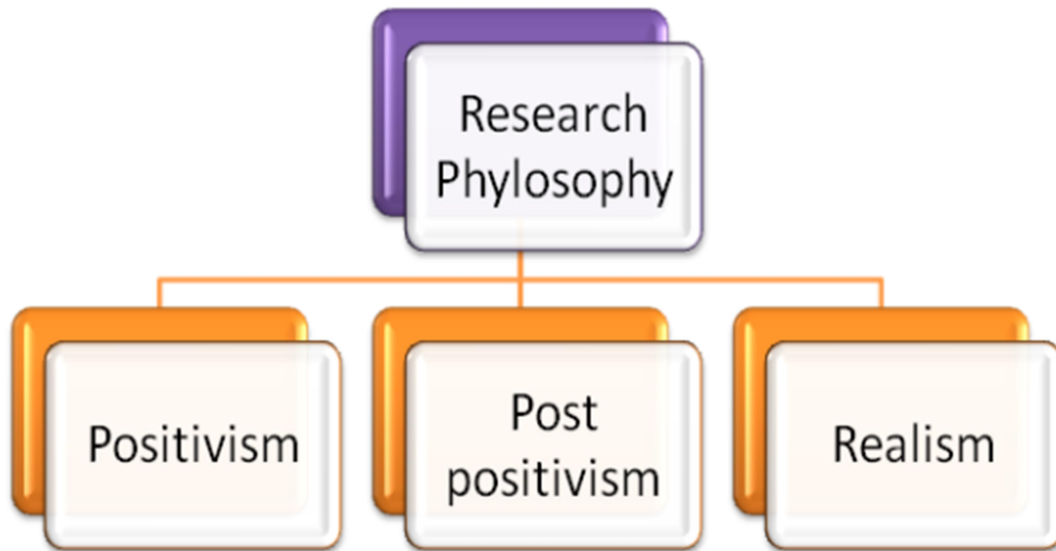 Research
Phylosophy
Positivism
Post
positivism
Realism